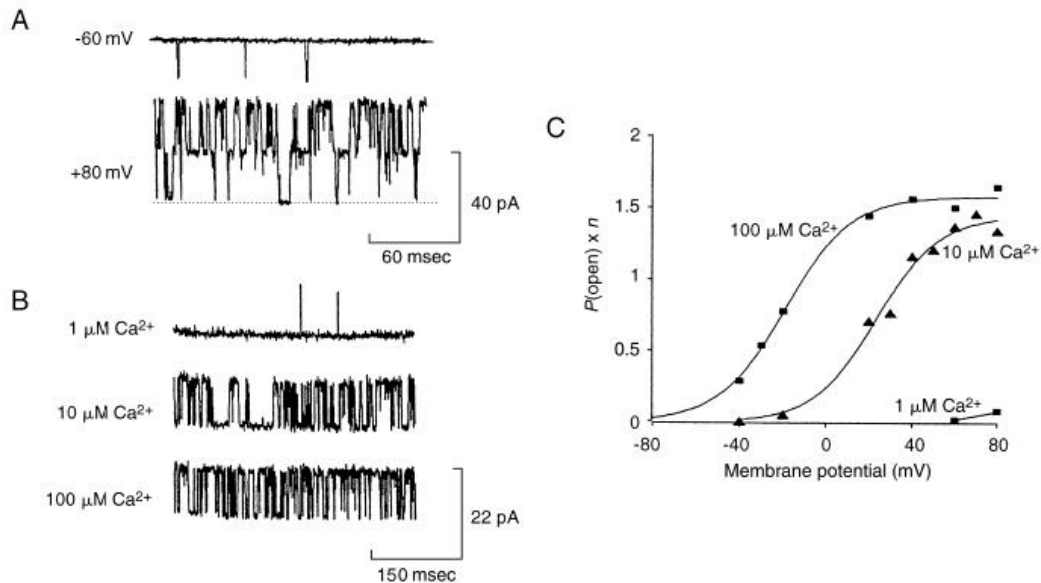 A
-60 mV
+80 mV
40 pA
60 msec
B
1 μM Ca²⁺
10 μM Ca²⁺
100 μM Ca²⁺
22 pA
150 msec
C
P(open) x n
2
1.5
1
0.5
0
100 μM Ca²⁺
10 μM Ca²⁺
1 μM Ca²⁺
-80 -40 0 40 80
Membrane potential (mV)